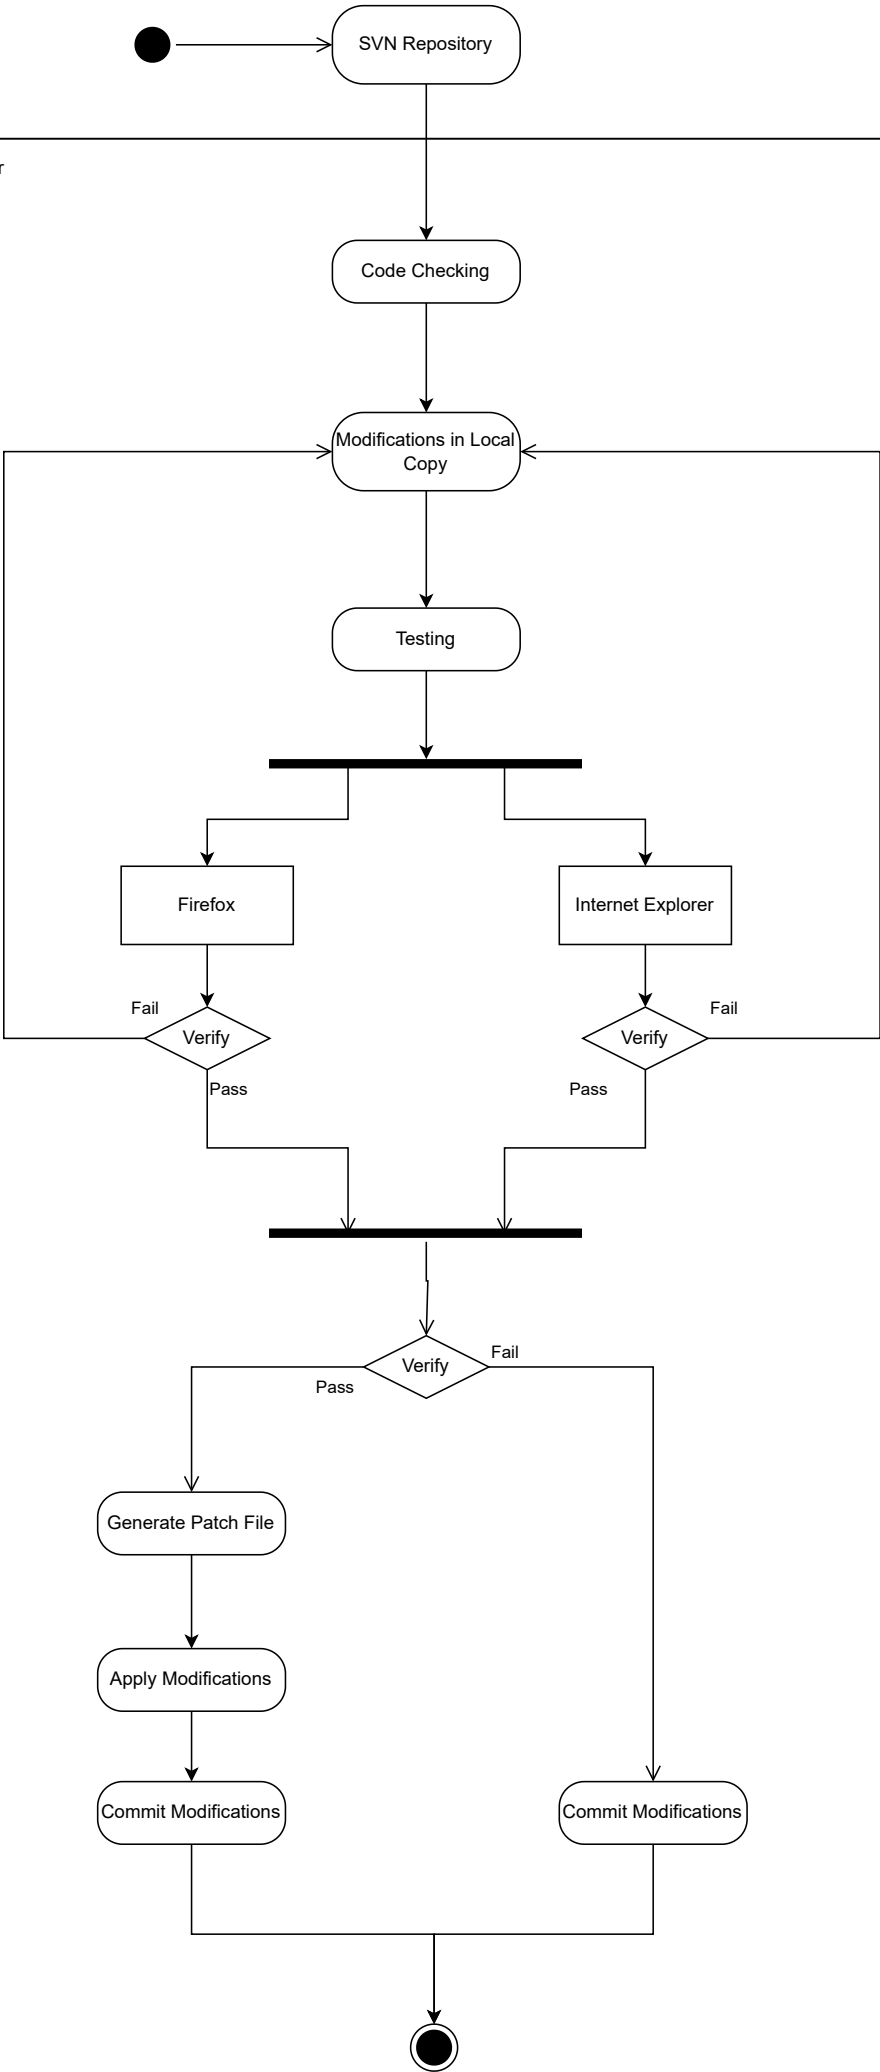 SVN Repository
r
Code Checking
Modifications in Local
Copy
Testing
Firefox
Internet Explorer
Fail
Fail
Verify
Verify
Pass
Pass
Fail
Verify
Pass
Generate Patch File
Apply Modifications
Commit Modifications
Commit Modifications